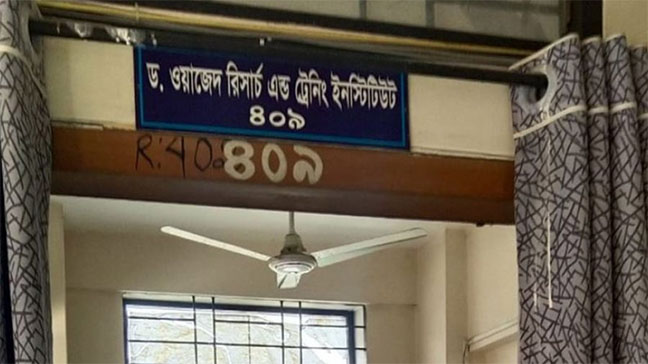 ড. ওয়াজেদ রিসার্চ এন্ড ট্রেনিং ইনস্টিটিউট
৪০৯
R:40 ৪০৯